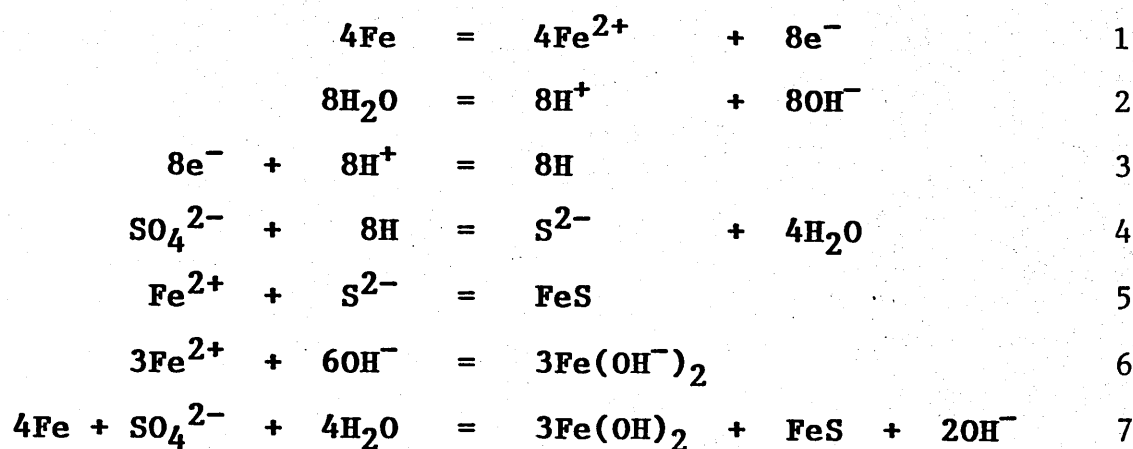 4Fe = 4Fe²⁺ + 8e⁻ 1
8H₂O = 8H⁺ + 8OH⁻ 2
8e⁻ + 8H⁺ = 8H 3
SO₄²⁻ + 8H = S²⁻ + 4H₂O 4
Fe²⁺ + S²⁻ = FeS 5
3Fe²⁺ + 6OH⁻ = 3Fe(OH⁻)₂ 6
4Fe + SO₄²⁻ + 4H₂O = 3Fe(OH)₂ + FeS + 2OH⁻ 7